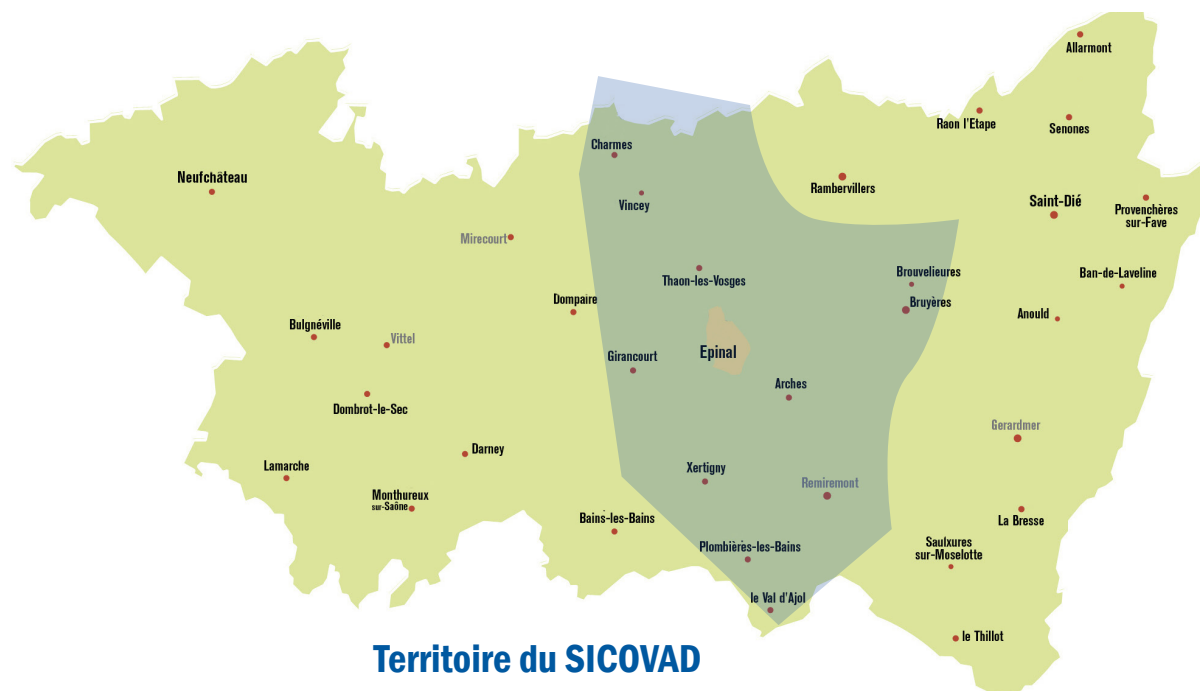 Allarmont
Raon l'Etape
Senones
Charmes
Neufchâteau
Rambervillers
Vincey
Saint-Dié
Provenchères
sur-Fave
Mirecourt
Thaon-les-Vosges
Brouvelieures
Ban-de-Laveline
Dompaire
Bruyères
Anould
Bulgnéville
Vittel
Epinal
Girancourt
Arches
Dombrot-le-Sec
Gerardmer
Darney
Lamarche
Xertigny
Remiremont
Monthureux
sur-Saône
Bains-les-Bains
La Bresse
Plombières-les-Bains
Saulxures
sur-Moselotte
le Val d'Ajol
le Thillot
Territoire du SICOVAD